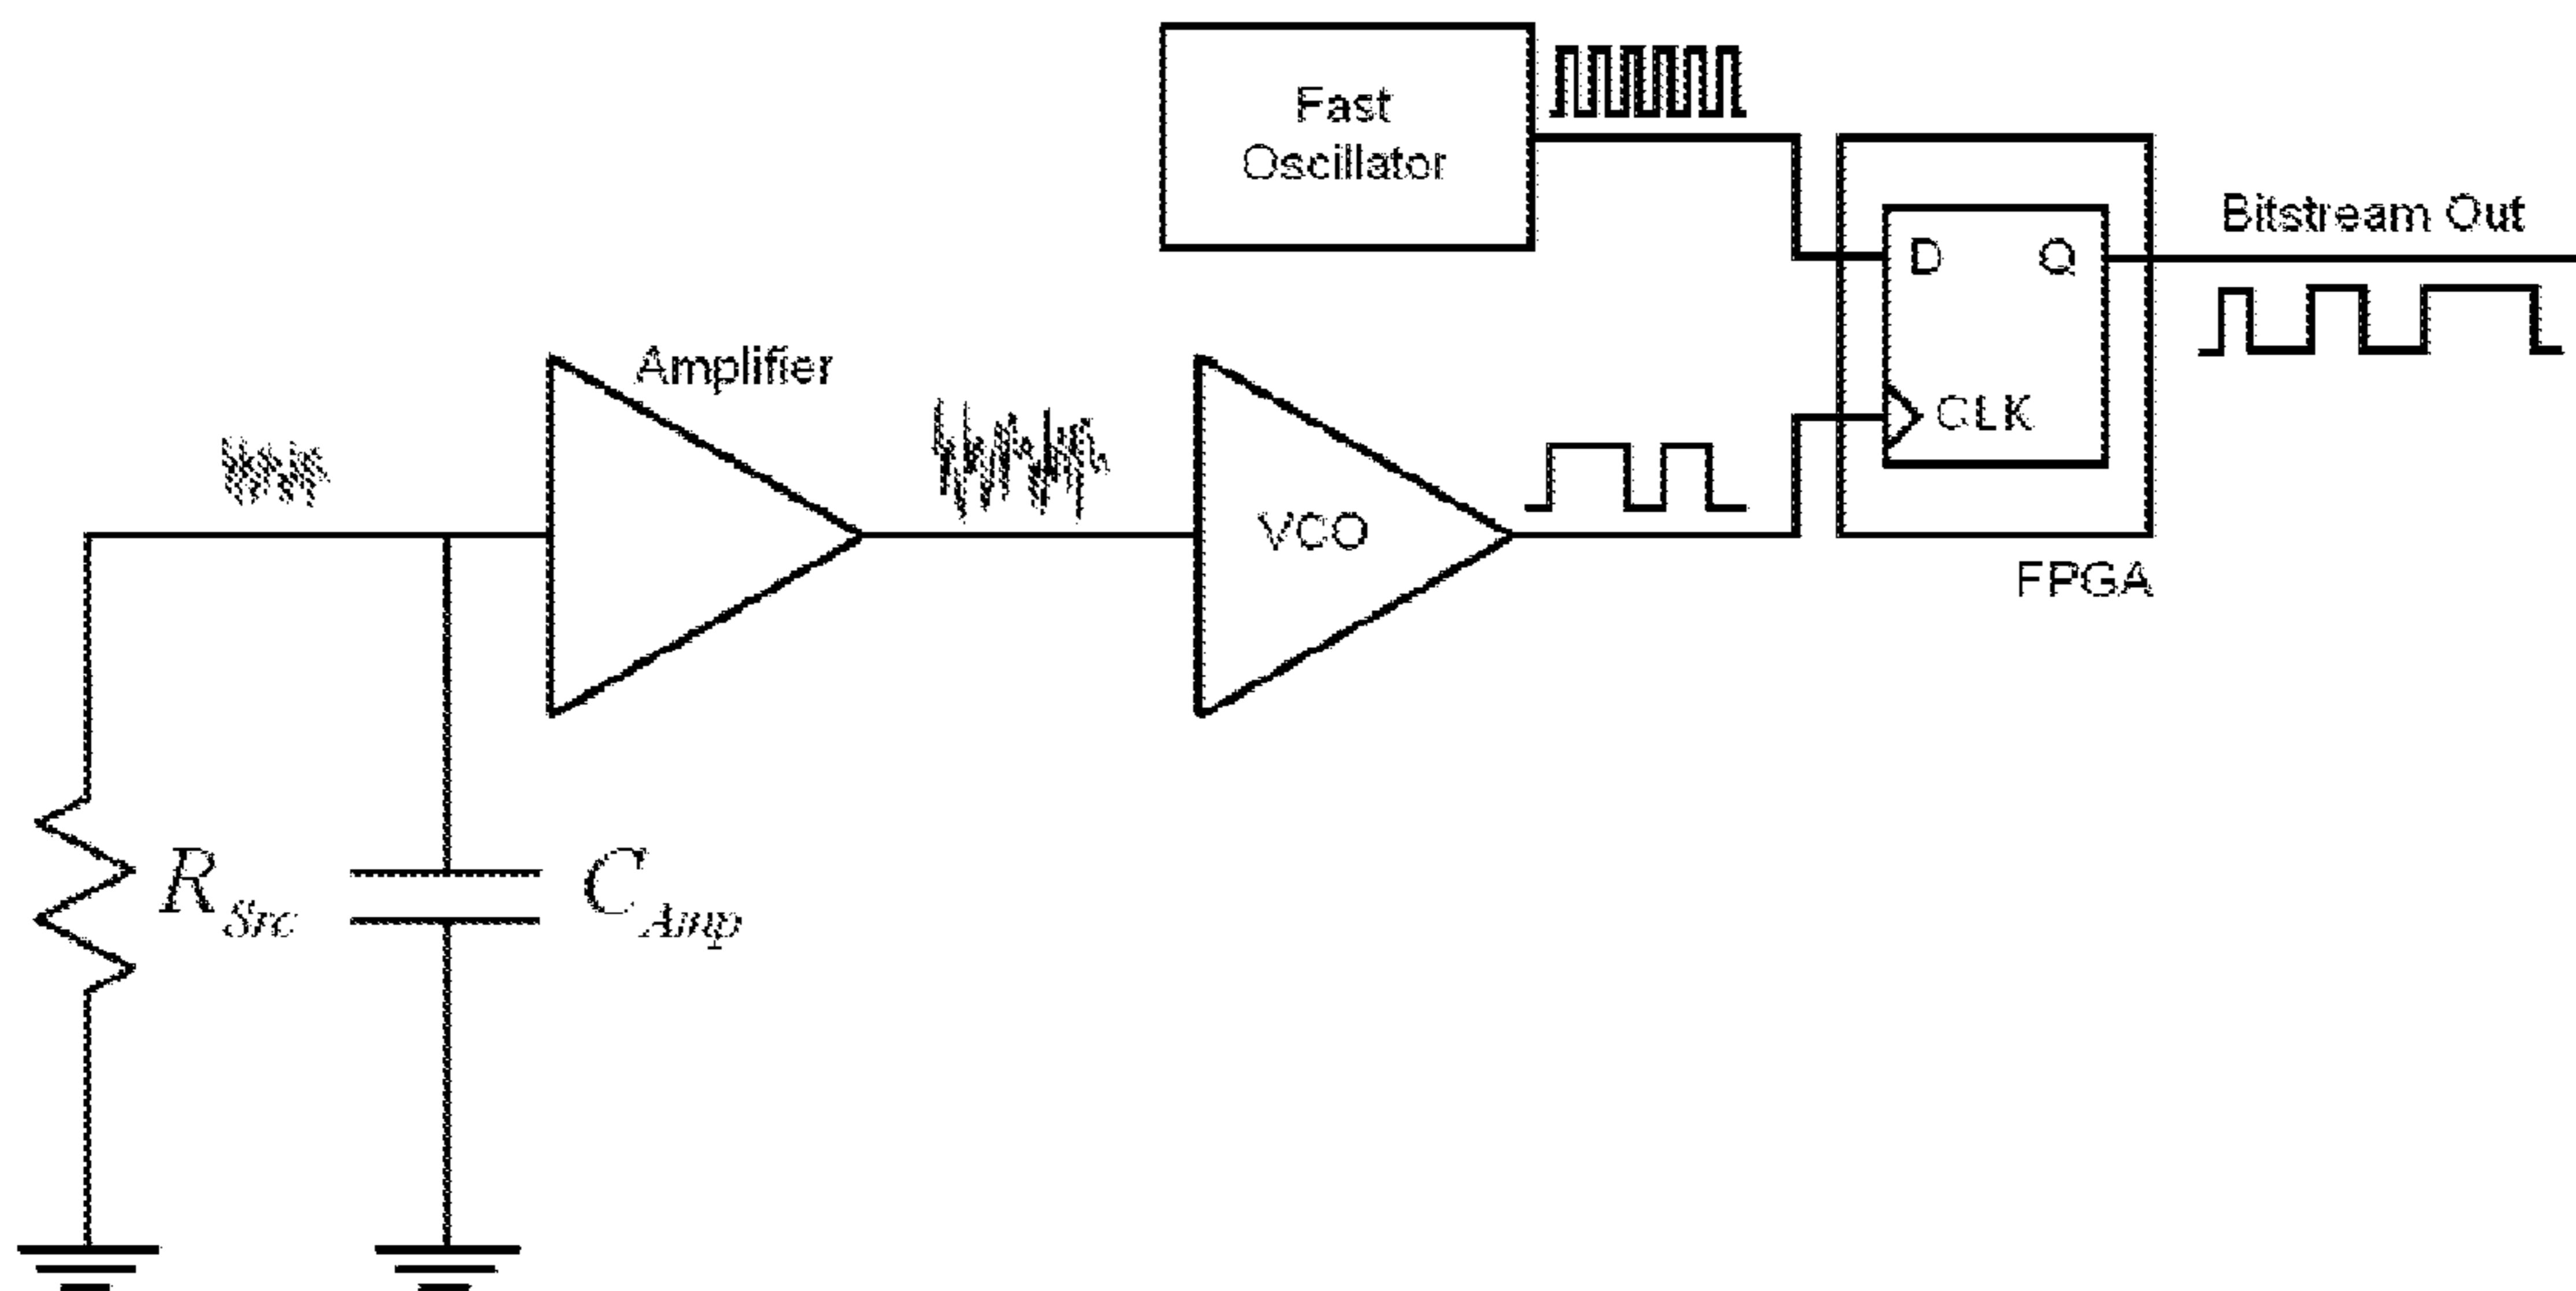 Fast
Oscillator
Bitstream Out
D Q
Amplifier
CLK
VCO
FPGA
R Src
C Amp